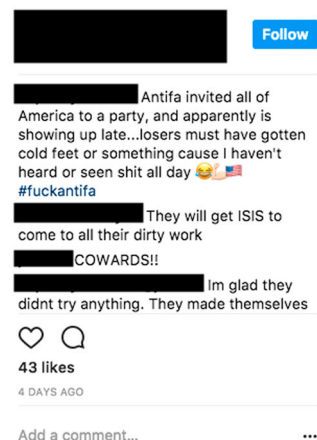 Follow
Antifa invited all of
America to a party, and apparently is
showing up late...losers must have gotten
cold feet or something cause I haven't
heard or seen shit all day 😂💪🏻🇺🇸
#fuckantifa
They will get ISIS to
come to all their dirty work
COWARDS!!
Im glad they
didnt try anything. They made themselves
43 likes
4 DAYS AGO
Add a comment...